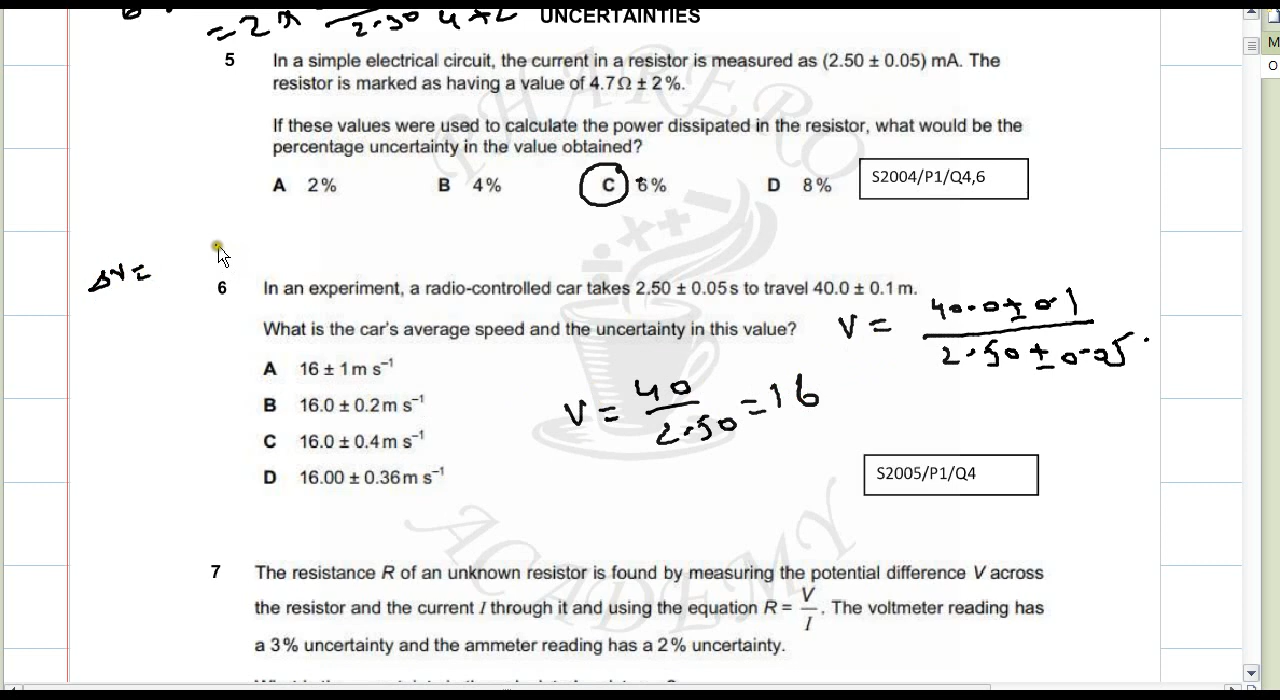 = 2 x 2.50
UNCERTAINTIES
5 In a simple electrical circuit, the current in a resistor is measured as (2.50 ± 0.05) mA. The
resistor is marked as having a value of 4.7Ω ± 2%.
If these values were used to calculate the power dissipated in the resistor, what would be the
percentage uncertainty in the value obtained?
A 2% B 4% C 6% D 8% S2004/P1/Q4,6
ΔV=
6 In an experiment, a radio-controlled car takes 2.50 ± 0.05 s to travel 40.0 ± 0.1 m.
What is the car's average speed and the uncertainty in this value?
V = 40.0 ± 0.1 / 2.50 ± 0.05
A 16 ± 1 m s⁻¹
B 16.0 ± 0.2 m s⁻¹
C 16.0 ± 0.4 m s⁻¹
D 16.00 ± 0.36 m s⁻¹
V = 40 / 2.50 = 16
S2005/P1/Q4
7 The resistance R of an unknown resistor is found by measuring the potential difference V across
the resistor and the current I through it and using the equation R = V/I. The voltmeter reading has
a 3% uncertainty and the ammeter reading has a 2% uncertainty.
PHARERO
ACADEMY
M
O